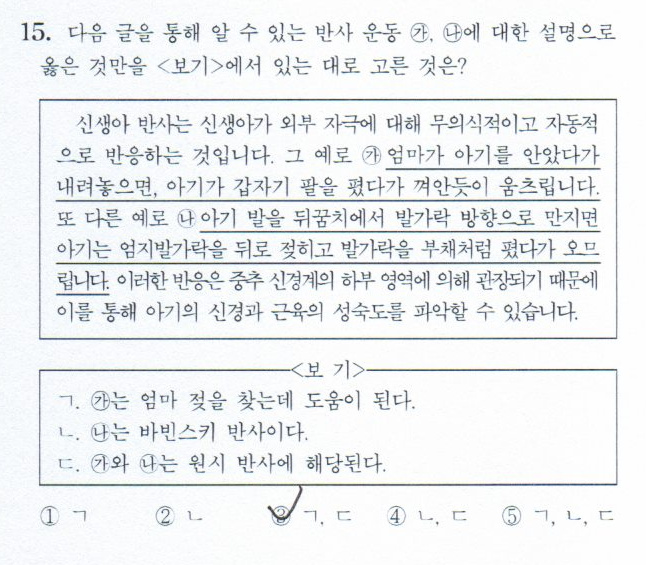 15. 다음 글을 통해 알 수 있는 반사 운동 ㉮, ㉯에 대한 설명으로
옳은 것만을 <보기>에서 있는 대로 고른 것은?
신생아 반사는 신생아가 외부 자극에 대해 무의식적이고 자동적
으로 반응하는 것입니다. 그 예로 ㉮ 엄마가 아기를 안았다가
내려놓으면, 아기가 갑자기 팔을 폈다가 껴안듯이 움츠립니다.
또 다른 예로 ㉯ 아기 발을 뒤꿈치에서 발가락 방향으로 만지면
아기는 엄지발가락을 뒤로 젖히고 발가락을 부채처럼 폈다가 오므
립니다. 이러한 반응은 중추 신경계의 하부 영역에 의해 관장되기 때문에
이를 통해 아기의 신경과 근육의 성숙도를 파악할 수 있습니다.
<보 기>
ㄱ. ㉮는 엄마 젖을 찾는데 도움이 된다.
ㄴ. ㉯는 바빈스키 반사이다.
ㄷ. ㉮와 ㉯는 원시 반사에 해당된다.
① ㄱ ② ㄴ ③ ㄱ, ㄷ ④ ㄴ, ㄷ ⑤ ㄱ, ㄴ, ㄷ